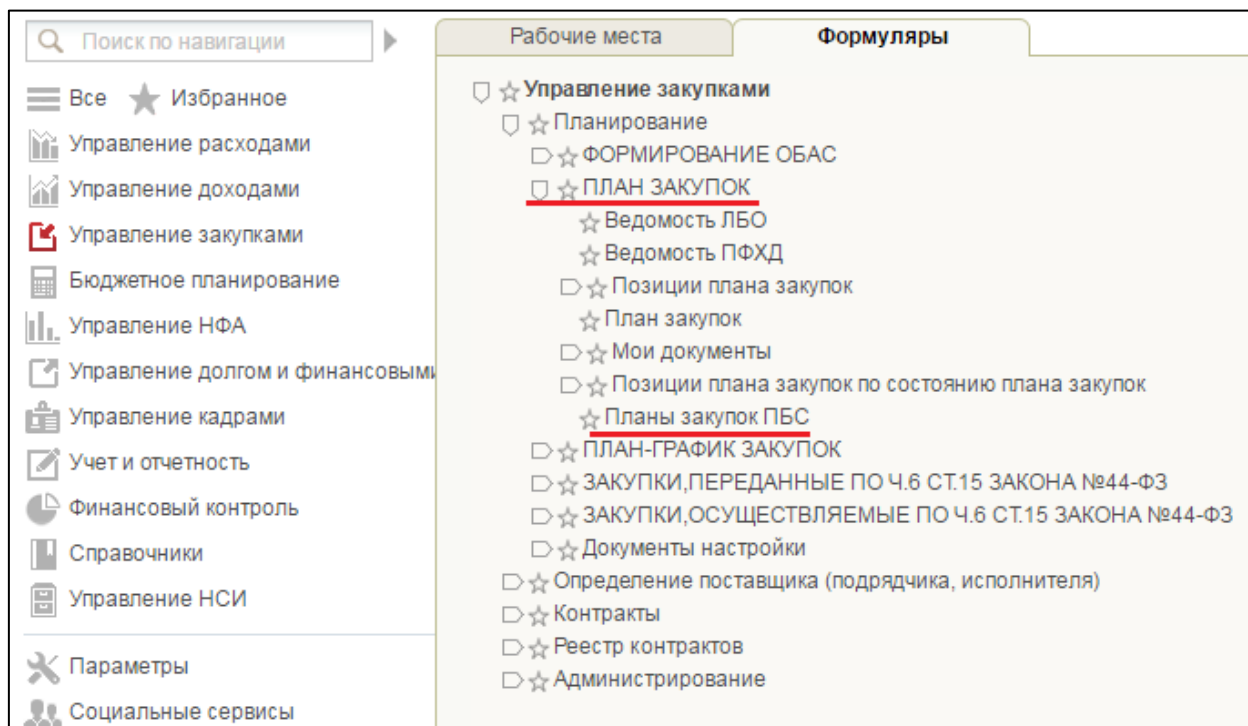 Поиск по навигации
Все Избранное
Управление расходами
Управление доходами
Управление закупками
Бюджетное планирование
Управление НФА
Управление долгом и финансовыми
Управление кадрами
Учет и отчетность
Финансовый контроль
Справочники
Управление НСИ
Параметры
Социальные сервисы
Рабочие места
Формуляры
Управление закупками
Планирование
ФОРМИРОВАНИЕ ОБАС
ПЛАН ЗАКУПОК
Ведомость ЛБО
Ведомость ПФХД
Позиции плана закупок
План закупок
Мои документы
Позиции плана закупок по состоянию плана закупок
Планы закупок ПБС
ПЛАН-ГРАФИК ЗАКУПОК
ЗАКУПКИ,ПЕРЕДАННЫЕ ПО Ч.6 СТ.15 ЗАКОНА №44-ФЗ
ЗАКУПКИ,ОСУЩЕСТВЛЯЕМЫЕ ПО Ч.6 СТ.15 ЗАКОНА №44-ФЗ
Документы настройки
Определение поставщика (подрядчика, исполнителя)
Контракты
Реестр контрактов
Администрирование